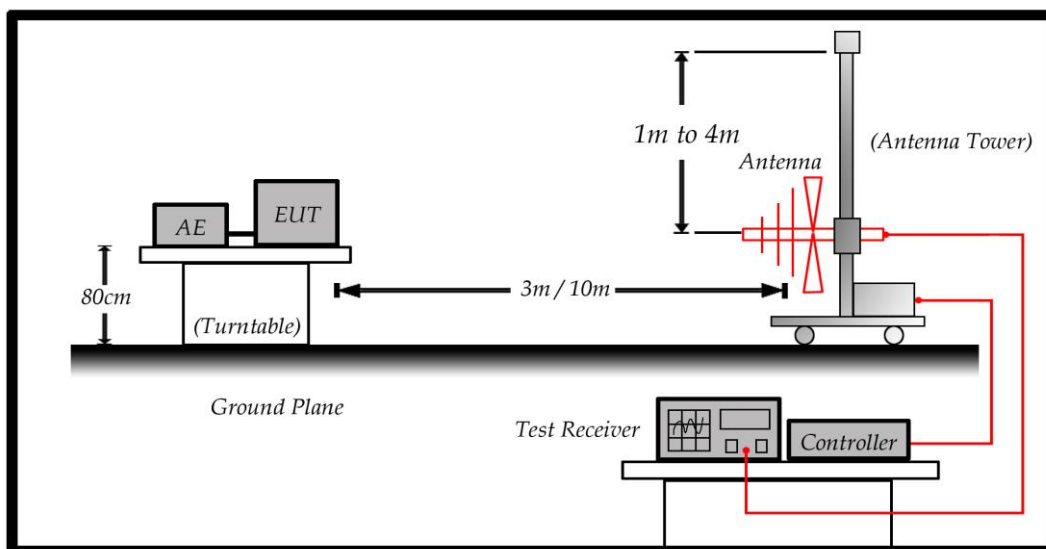 1m to 4m
(Antenna Tower)
Antenna
AE
EUT
80cm
3m / 10m
(Turntable)
Ground Plane
Test Receiver
Controller